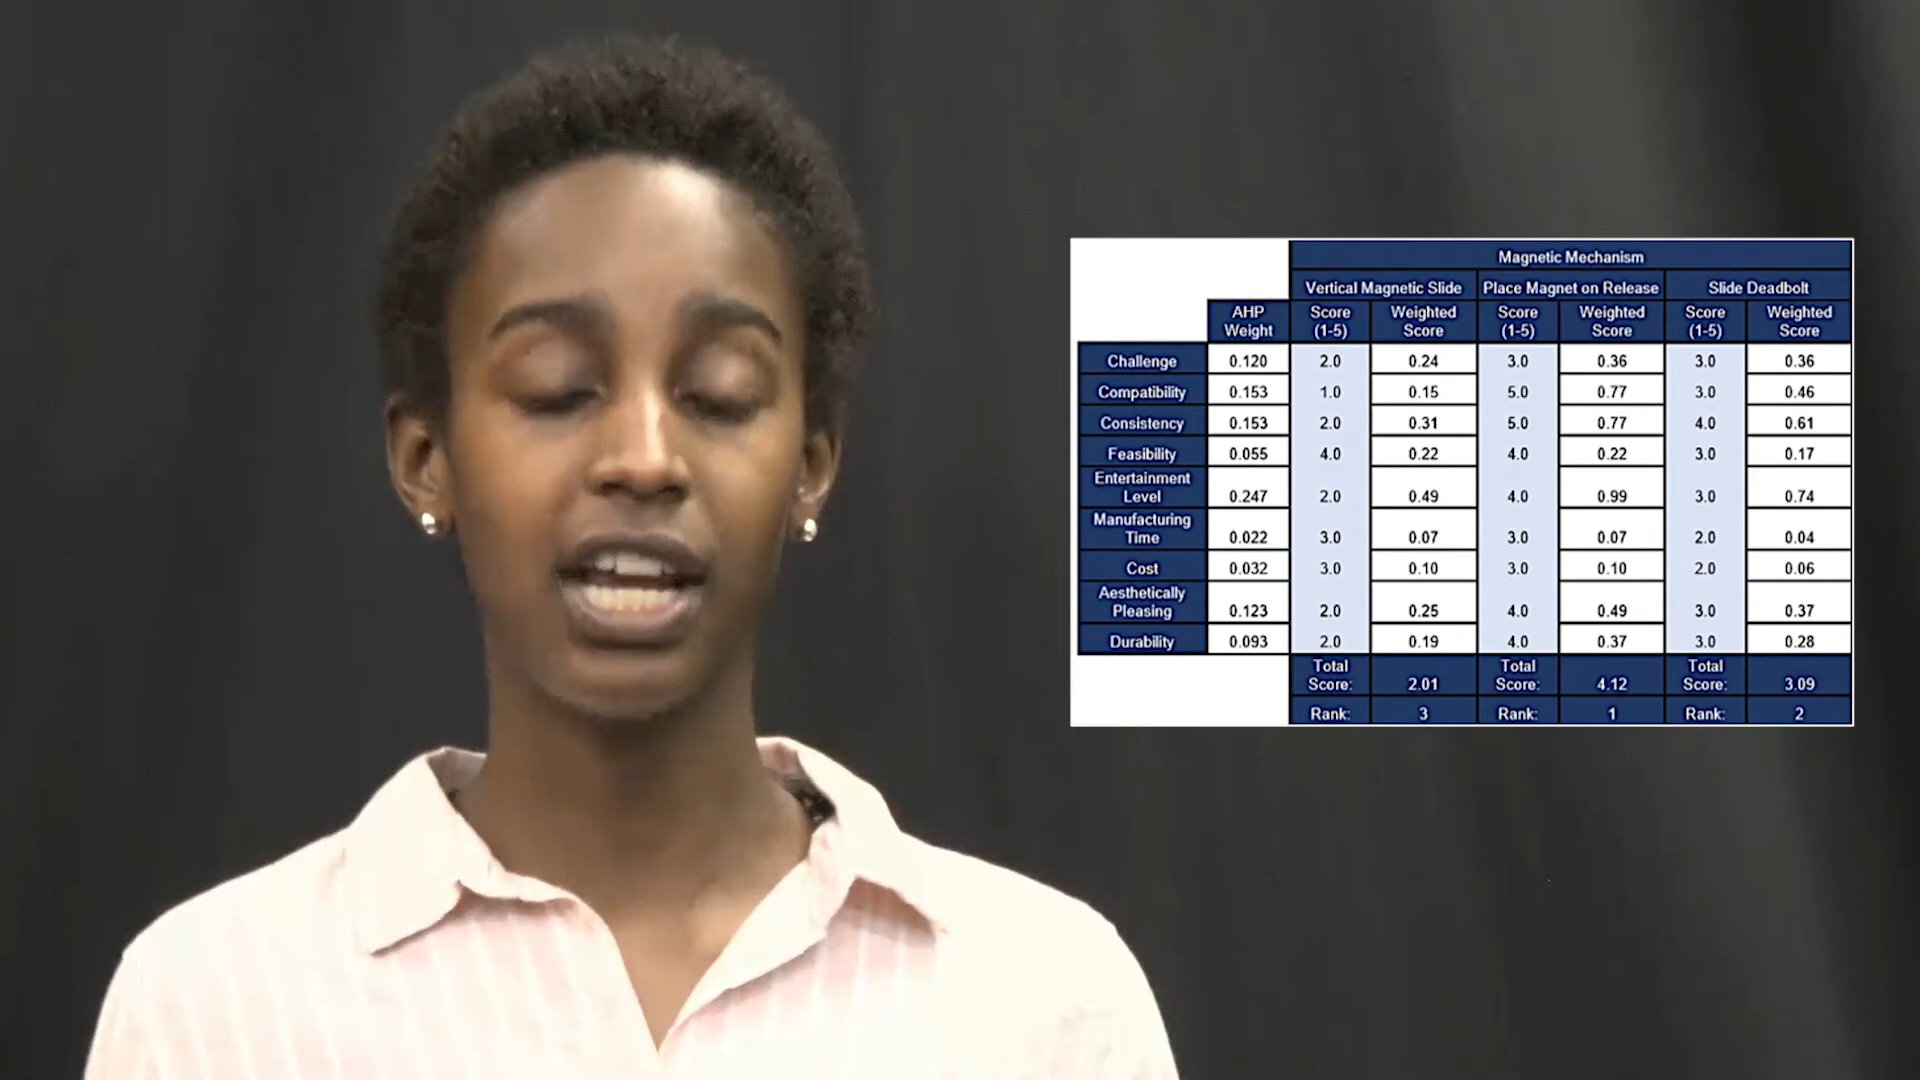 Magnetic Mechanism
Vertical Magnetic Slide Place Magnet on Release Slide Deadbolt
AHP Weight Score (1-5) Weighted Score Score (1-5) Weighted Score Score (1-5) Weighted Score
Challenge 0.120 2.0 0.24 3.0 0.36 3.0 0.36
Compatibility 0.153 1.0 0.15 5.0 0.77 3.0 0.46
Consistency 0.153 2.0 0.31 5.0 0.77 4.0 0.61
Feasibility 0.055 4.0 0.22 4.0 0.22 3.0 0.17
Entertainment Level 0.247 2.0 0.49 4.0 0.99 3.0 0.74
Manufacturing Time 0.022 3.0 0.07 3.0 0.07 2.0 0.04
Cost 0.032 3.0 0.10 3.0 0.10 2.0 0.06
Aesthetically Pleasing 0.123 2.0 0.25 4.0 0.49 3.0 0.37
Durability 0.093 2.0 0.19 4.0 0.37 3.0 0.28
Total Score: 2.01 Total Score: 4.12 Total Score: 3.09
Rank: 3 Rank: 1 Rank: 2